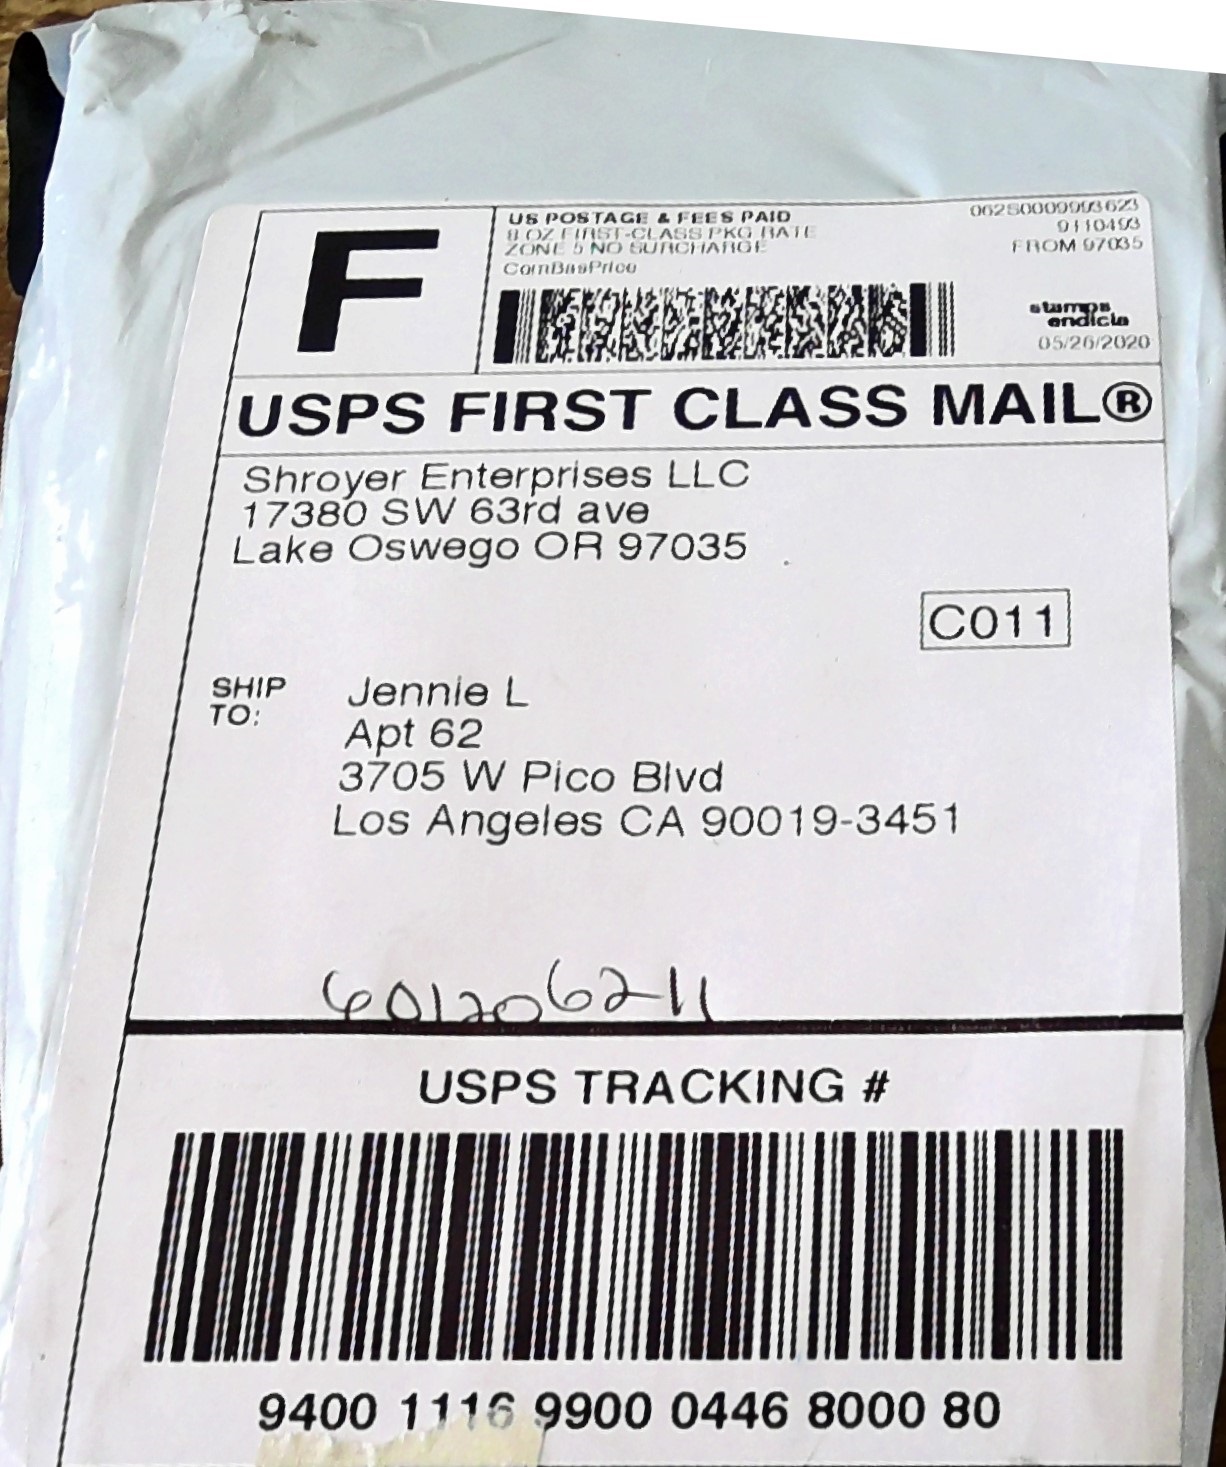 F
US POSTAGE & FEES PAID
8 OZ FIRST-CLASS PKG RATE
ZONE 5 NO SURCHARGE
ComBasPrice
062S0009993623
9110493
FROM 97035
stamps
endicia
05/26/2020
USPS FIRST CLASS MAIL®
Shroyer Enterprises LLC
17380 SW 63rd ave
Lake Oswego OR 97035
C011
SHIP
TO:
Jennie L
Apt 62
3705 W Pico Blvd
Los Angeles CA 90019-3451
601206211
USPS TRACKING #
9400 1116 9900 0446 8000 80